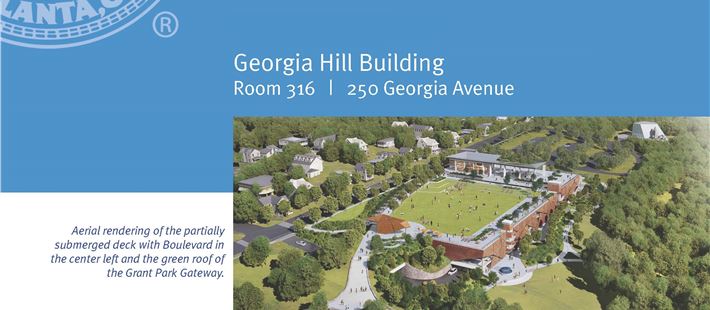 ATLANTA, G
®
Georgia Hill Building
Room 316 | 250 Georgia Avenue
Aerial rendering of the partially
submerged deck with Boulevard in
the center left and the green roof of
the Grant Park Gateway.